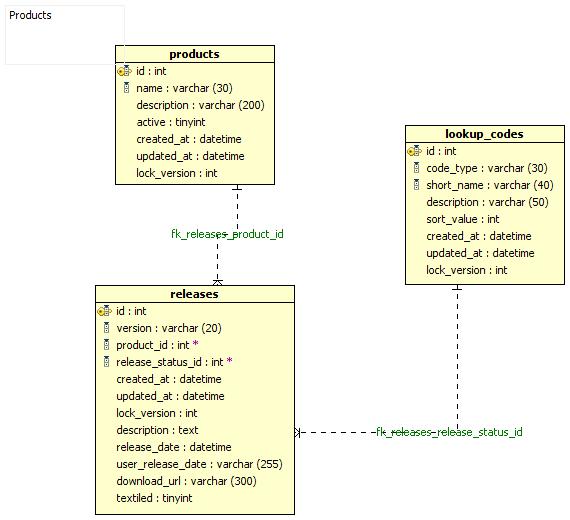 Products
products
id : int
name : varchar (30)
description : varchar (200)
active : tinyint
created_at : datetime
updated_at : datetime
lock_version : int
lookup_codes
id : int
code_type : varchar (30)
short_name : varchar (40)
description : varchar (50)
sort_value : int
created_at : datetime
updated_at : datetime
lock_version : int
fk_releases_product_id
releases
id : int
version : varchar (20)
product_id : int *
release_status_id : int *
created_at : datetime
updated_at : datetime
lock_version : int
description : text
release_date : datetime
user_release_date : varchar (255)
download_url : varchar (300)
textiled : tinyint
fk_releases_release_status_id